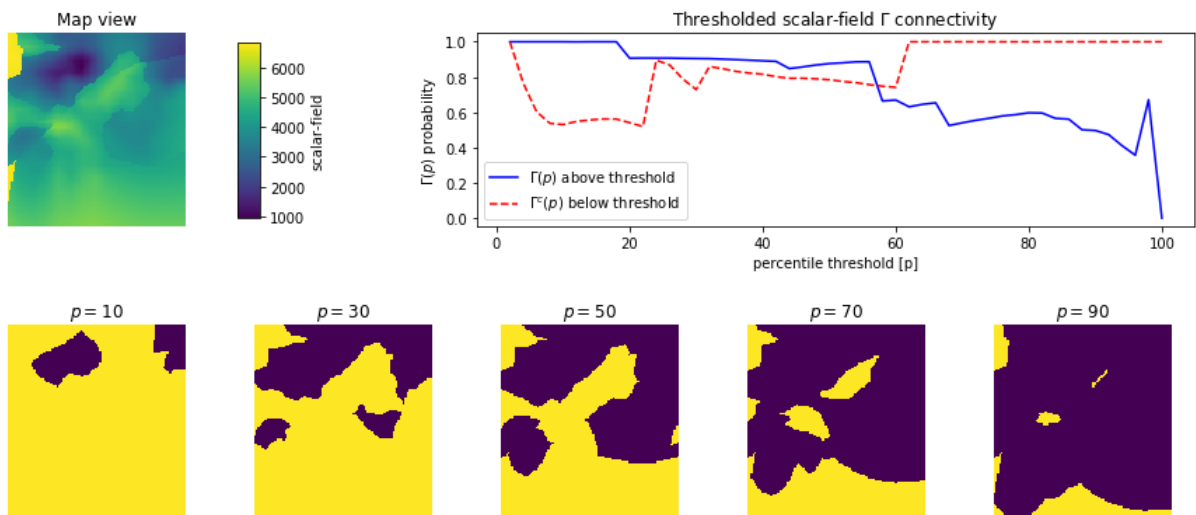 Map view
6000
5000
4000
3000
2000
1000
scalar-field
Thresholded scalar-field Γ connectivity
1.0
0.8
0.6
0.4
0.2
0.0
Γ(p) probability
Γ(p) above threshold
Γᶜ(p) below threshold
0 20 40 60 80 100
percentile threshold [p]
p = 10 p = 30 p = 50 p = 70 p = 90